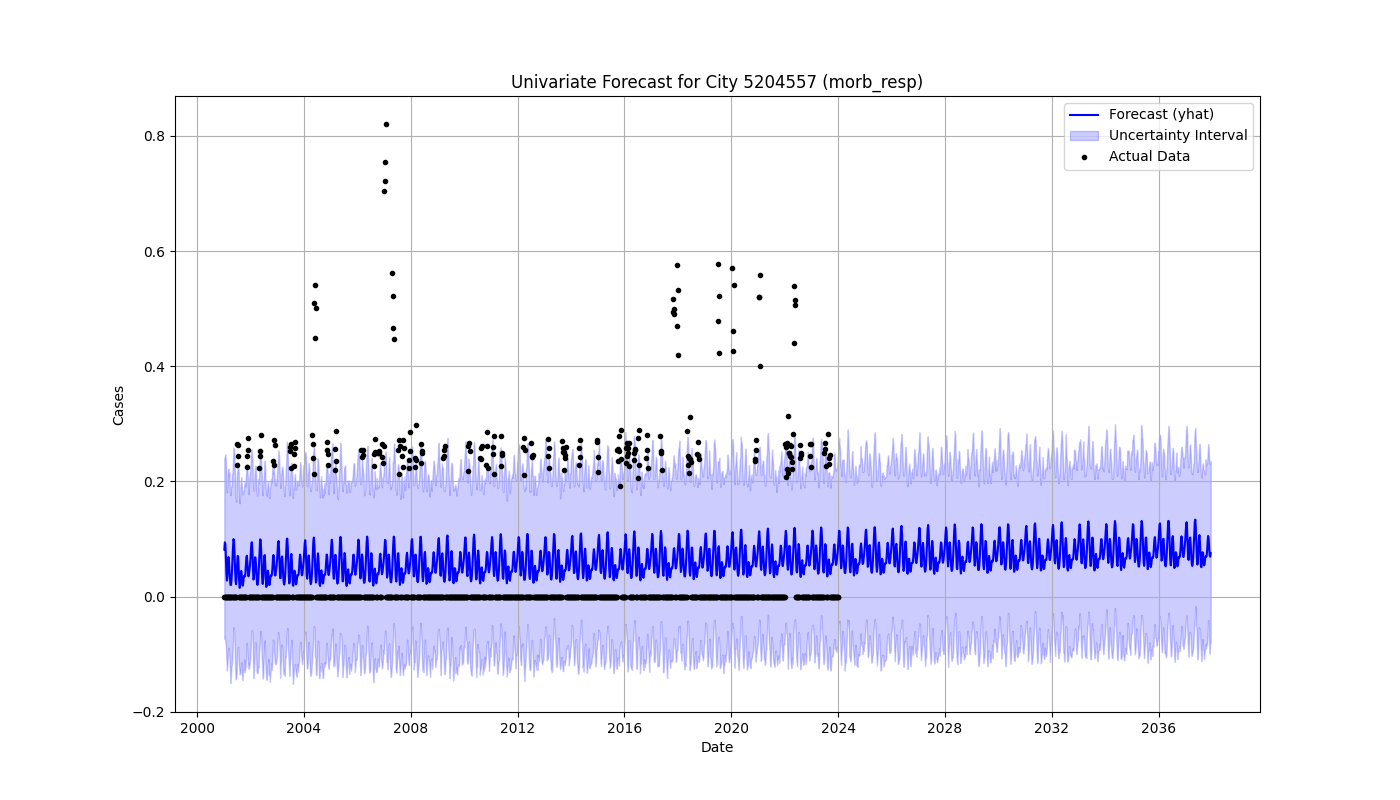 Univariate Forecast for City 5204557 (morb_resp)
Forecast (yhat)
Uncertainty Interval
Actual Data
Cases
0.8
0.6
0.4
0.2
0.0
−0.2
2000 2004 2008 2012 2016 2020 2024 2028 2032 2036
Date